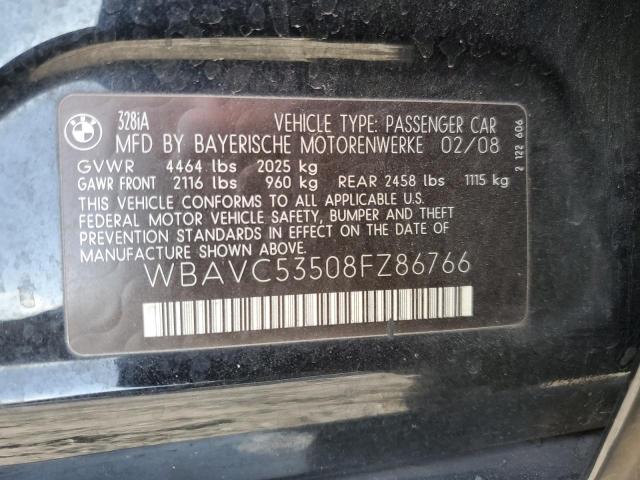 BMW
328iA VEHICLE TYPE: PASSENGER CAR
MFD BY BAYERISCHE MOTORENWERKE 02/08
GVWR 4464 lbs 2025 kg
GAWR FRONT 2116 lbs 960 kg REAR 2458 lbs 1115 kg
THIS VEHICLE CONFORMS TO ALL APPLICABLE U.S.
FEDERAL MOTOR VEHICLE SAFETY, BUMPER AND THEFT
PREVENTION STANDARDS IN EFFECT ON THE DATE OF
MANUFACTURE SHOWN ABOVE.
WBAVC53508FZ86766
2 122 606